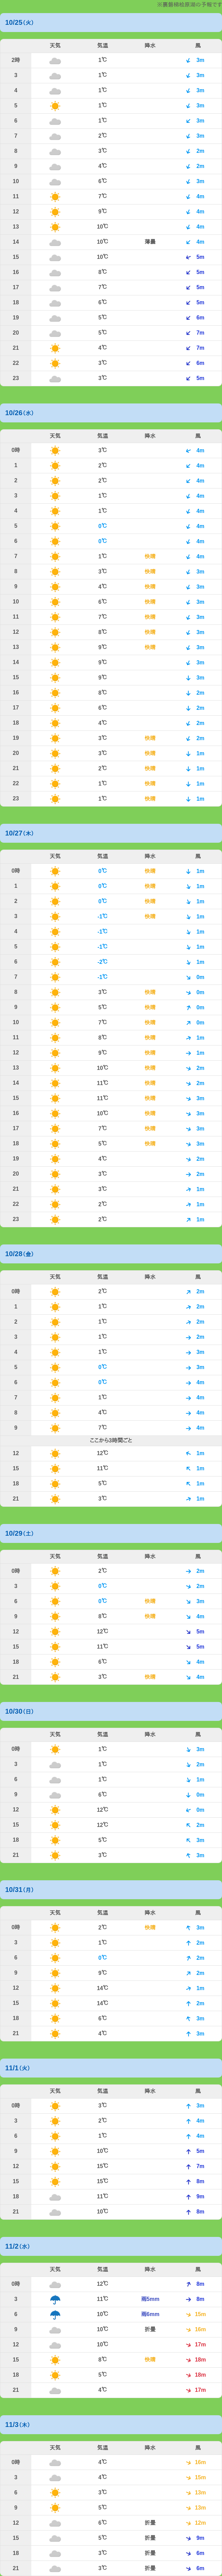 10/25(火)
天気 気温 降水 風
2時 1℃ 3m
3 1℃ 3m
4 1℃ 3m
5 1℃ 3m
6 1℃ 3m
7 2℃ 3m
8 3℃ 2m
9 4℃ 2m
10 6℃ 3m
11 7℃ 4m
12 9℃ 4m
13 10℃ 4m
14 10℃ 薄曇 4m
15 10℃ 5m
16 8℃ 5m
17 7℃ 5m
18 6℃ 5m
19 5℃ 6m
20 5℃ 7m
21 4℃ 7m
22 3℃ 6m
23 3℃ 5m
10/26(水)
天気 気温 降水 風
0時 3℃ 4m
1 2℃ 4m
2 2℃ 4m
3 1℃ 4m
4 1℃ 4m
5 0℃ 4m
6 0℃ 4m
7 1℃ 快晴 4m
8 3℃ 快晴 3m
9 4℃ 快晴 3m
10 6℃ 快晴 3m
11 7℃ 快晴 3m
12 8℃ 快晴 3m
13 9℃ 快晴 3m
14 9℃ 3m
15 9℃ 3m
16 8℃ 2m
17 6℃ 2m
18 4℃ 2m
19 3℃ 快晴 2m
20 3℃ 快晴 1m
21 2℃ 快晴 1m
22 1℃ 快晴 1m
23 1℃ 快晴 1m
10/27(木)
天気 気温 降水 風
0時 0℃ 快晴 1m
1 0℃ 快晴 1m
2 0℃ 快晴 1m
3 -1℃ 快晴 1m
4 -1℃ 1m
5 -1℃ 1m
6 -2℃ 1m
7 -1℃ 0m
8 3℃ 快晴 0m
9 5℃ 快晴 0m
10 7℃ 快晴 0m
11 8℃ 快晴 1m
12 9℃ 快晴 1m
13 10℃ 快晴 2m
14 11℃ 快晴 2m
15 11℃ 快晴 3m
16 10℃ 快晴 3m
17 7℃ 快晴 3m
18 5℃ 快晴 3m
19 4℃ 2m
20 3℃ 2m
21 3℃ 1m
22 2℃ 1m
23 2℃ 1m
10/28(金)
天気 気温 降水 風
0時 2℃ 2m
1 2℃ 2m
2 1℃ 2m
3 1℃ 2m
4 1℃ 3m
5 0℃ 3m
6 0℃ 4m
7 1℃ 4m
8 4℃ 4m
9 7℃ 4m
ここから3時間ごと
12 12℃ 1m
15 11℃ 1m
18 5℃ 1m
21 3℃ 1m
10/29(土)
天気 気温 降水 風
0時 2℃ 2m
3 0℃ 2m
6 0℃ 快晴 3m
9 8℃ 快晴 4m
12 12℃ 5m
15 11℃ 5m
18 6℃ 4m
21 3℃ 快晴 4m
10/30(日)
天気 気温 降水 風
0時 1℃ 3m
3 1℃ 2m
6 1℃ 1m
9 6℃ 0m
12 12℃ 0m
15 12℃ 2m
18 5℃ 3m
21 3℃ 3m
10/31(月)
天気 気温 降水 風
0時 2℃ 快晴 3m
3 1℃ 2m
6 0℃ 2m
9 9℃ 2m
12 14℃ 1m
15 14℃ 2m
18 6℃ 3m
21 4℃ 3m
11/1(火)
天気 気温 降水 風
0時 3℃ 3m
3 2℃ 4m
6 1℃ 4m
9 10℃ 5m
12 15℃ 7m
15 15℃ 8m
18 11℃ 9m
21 10℃ 8m
11/2(水)
天気 気温 降水 風
0時 12℃ 8m
3 11℃ 雨5mm 8m
6 10℃ 雨6mm 15m
9 10℃ 折曇 16m
12 10℃ 17m
15 8℃ 快晴 18m
18 5℃ 18m
21 4℃ 17m
11/3(木)
天気 気温 降水 風
0時 4℃ 16m
3 4℃ 15m
6 3℃ 13m
9 5℃ 13m
12 6℃ 折曇 12m
15 5℃ 折曇 9m
18 3℃ 折曇 6m
21 3℃ 折曇 6m